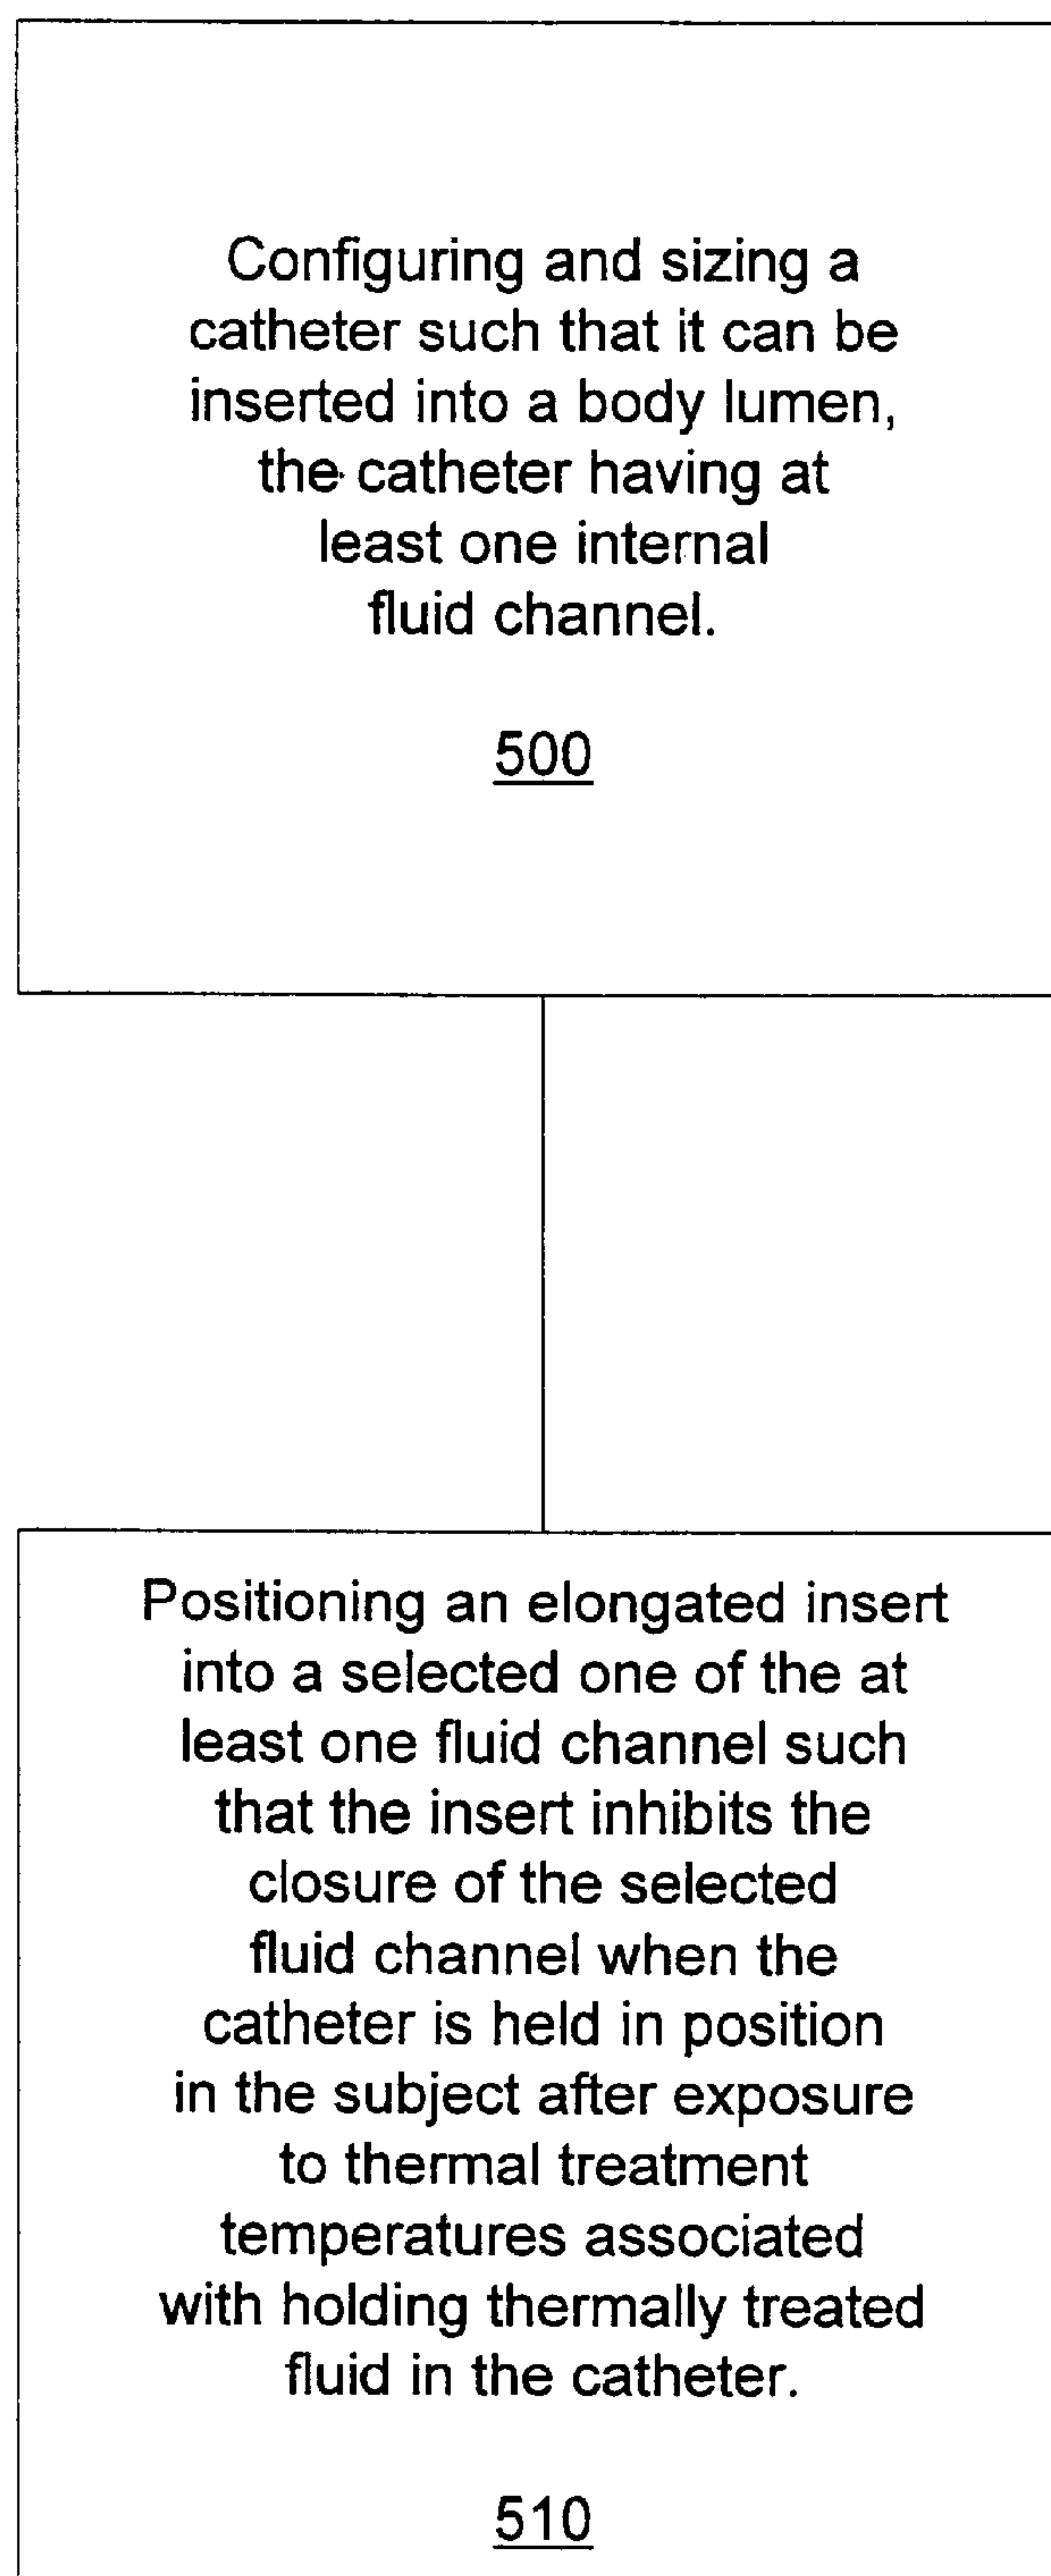 Configuring and sizing a
catheter such that it can be
inserted into a body lumen,
the catheter having at
least one internal
fluid channel.
500
Positioning an elongated insert
into a selected one of the at
least one fluid channel such
that the insert inhibits the
closure of the selected
fluid channel when the
catheter is held in position
in the subject after exposure
to thermal treatment
temperatures associated
with holding thermally treated
fluid in the catheter.
510